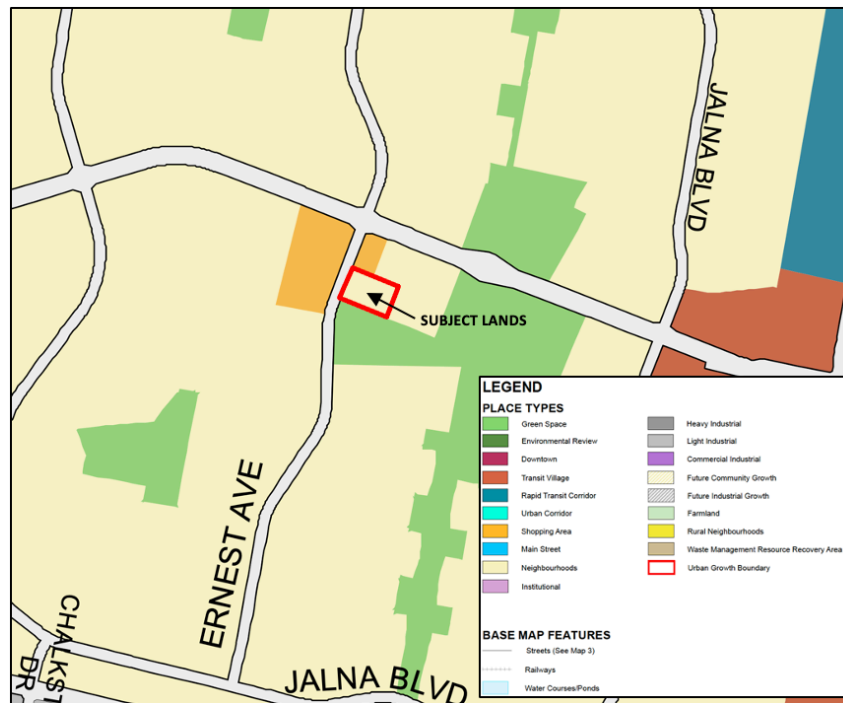 JALNA BLVD
SUBJECT LANDS
ERNEST AVE
CHALKST
DR
JALNA BLVD
LEGEND
PLACE TYPES
Green Space
Environmental Review
Downtown
Transit Village
Rapid Transit Corridor
Urban Corridor
Shopping Area
Main Street
Neighbourhoods
Institutional
Heavy Industrial
Light Industrial
Commercial Industrial
Future Community Growth
Future Industrial Growth
Farmland
Rural Neighbourhoods
Waste Management Resource Recovery Area
Urban Growth Boundary
BASE MAP FEATURES
Streets (See Map 3)
Railways
Water Courses/Ponds